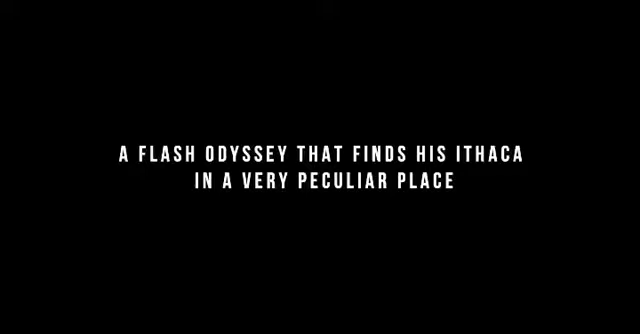 A FLASH ODYSSEY THAT FINDS HIS ITHACA
IN A VERY PECULIAR PLACE